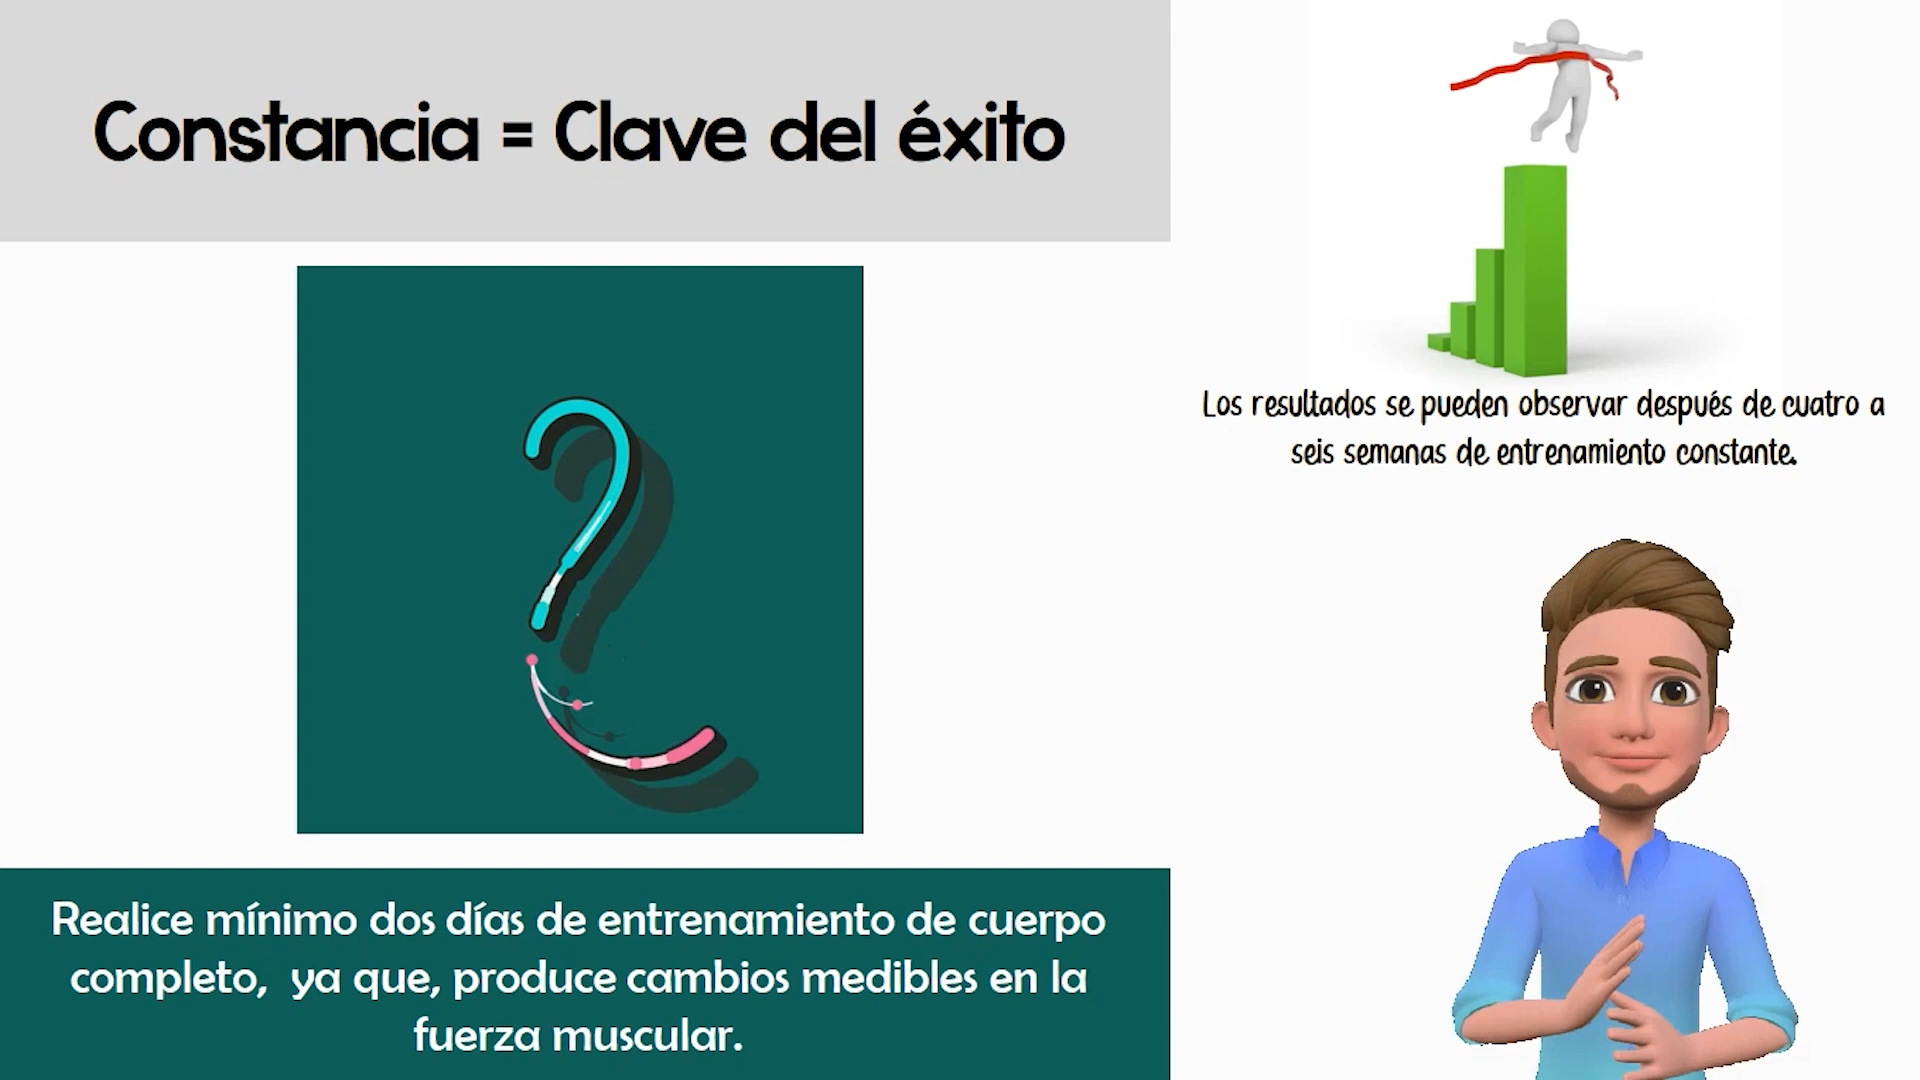 Constancia = Clave del éxito
Los resultados se pueden observar después de cuatro a
seis semanas de entrenamiento constante.
Realice mínimo dos días de entrenamiento de cuerpo
completo,  ya que, produce cambios medibles en la
fuerza muscular.